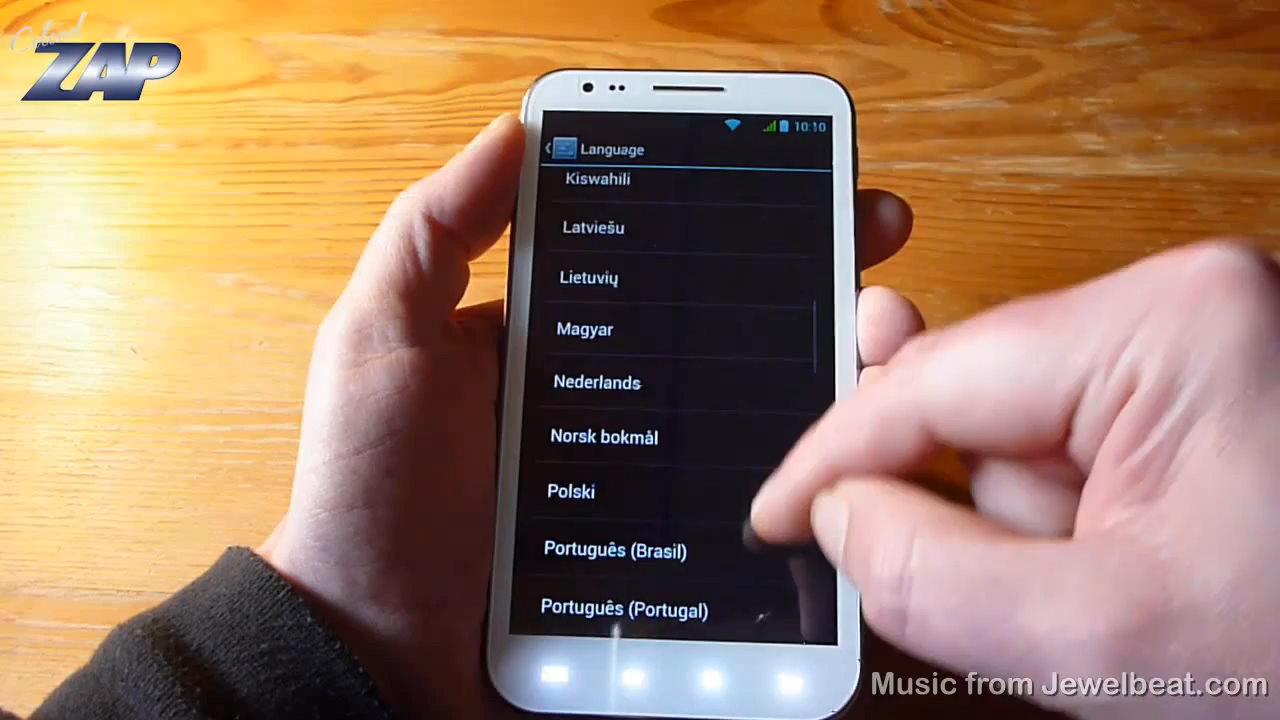 Colonel
ZAP
10:10
Language
Kiswahili
Latviešu
Lietuvių
Magyar
Nederlands
Norsk bokmål
Polski
Português (Brasil)
Português (Portugal)
Music from Jewelbeat.com